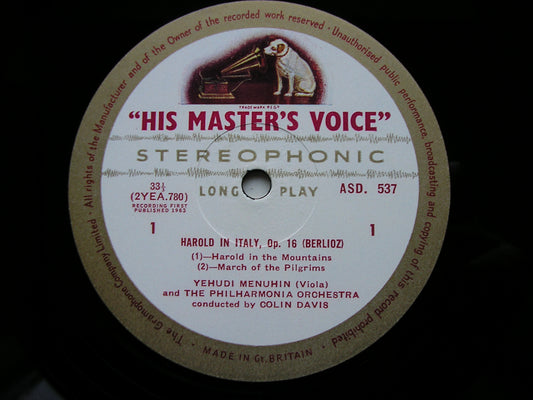 All rights of the Manufacturer and of the Owner of the recorded work reserved · Unauthorised public performance, broadcasting and copying of this record prohibited
TRADE MARK REGD
"HIS MASTER'S VOICE"
STEREOPHONIC
LONG PLAY
33⅓
(2YEA.780)
RECORDING FIRST
PUBLISHED 1963
ASD. 537
1
1
HAROLD IN ITALY, Op. 16 (BERLIOZ)
(1)—Harold in the Mountains
(2)—March of the Pilgrims
YEHUDI MENUHIN (Viola)
and THE PHILHARMONIA ORCHESTRA
conducted by COLIN DAVIS
The Gramophone Company Limited ·
· MADE IN Gt. BRITAIN ·